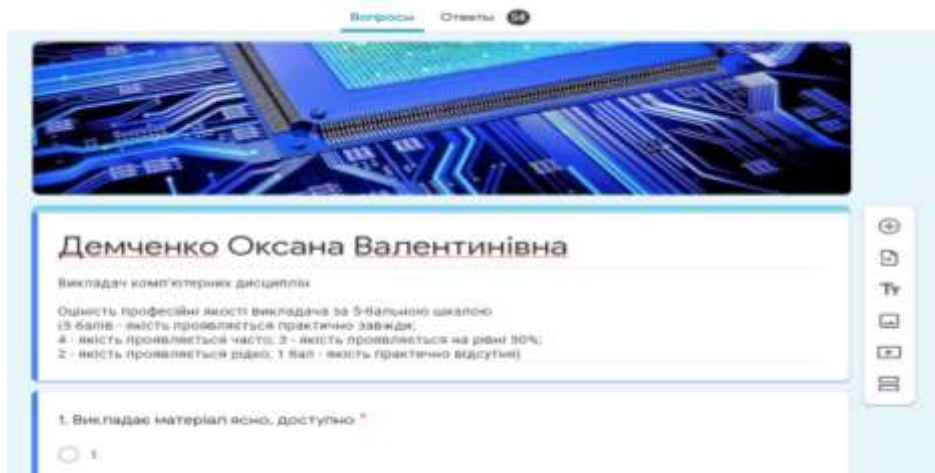 Вопросы Ответы 54
Демченко Оксана Валентинівна
Викладач комп'ютерних дисциплін
Оцініть професійні якості викладача за 5-бальною шкалою
(5 балів - якість проявляється практично завжди;
4 - якість проявляється часто; 3 - якість проявляється на рівні 50%;
2 - якість проявляється рідко; 1 бал - якість практично відсутня)
1. Викладає матеріал ясно, доступно *
1
Тт